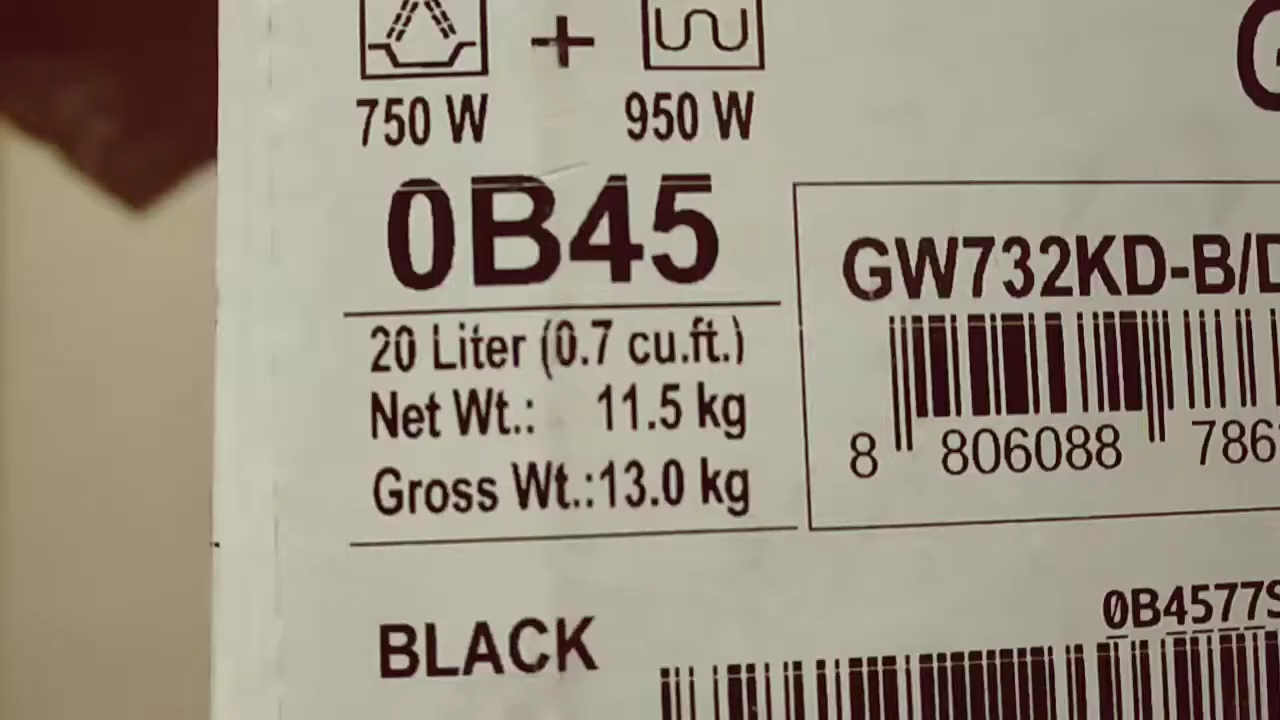 +
750 W 950 W
0B45
20 Liter (0.7 cu.ft.)
Net Wt.: 11.5 kg
Gross Wt.:13.0 kg
GW732KD-B/
8 806088 786
BLACK
0B4577